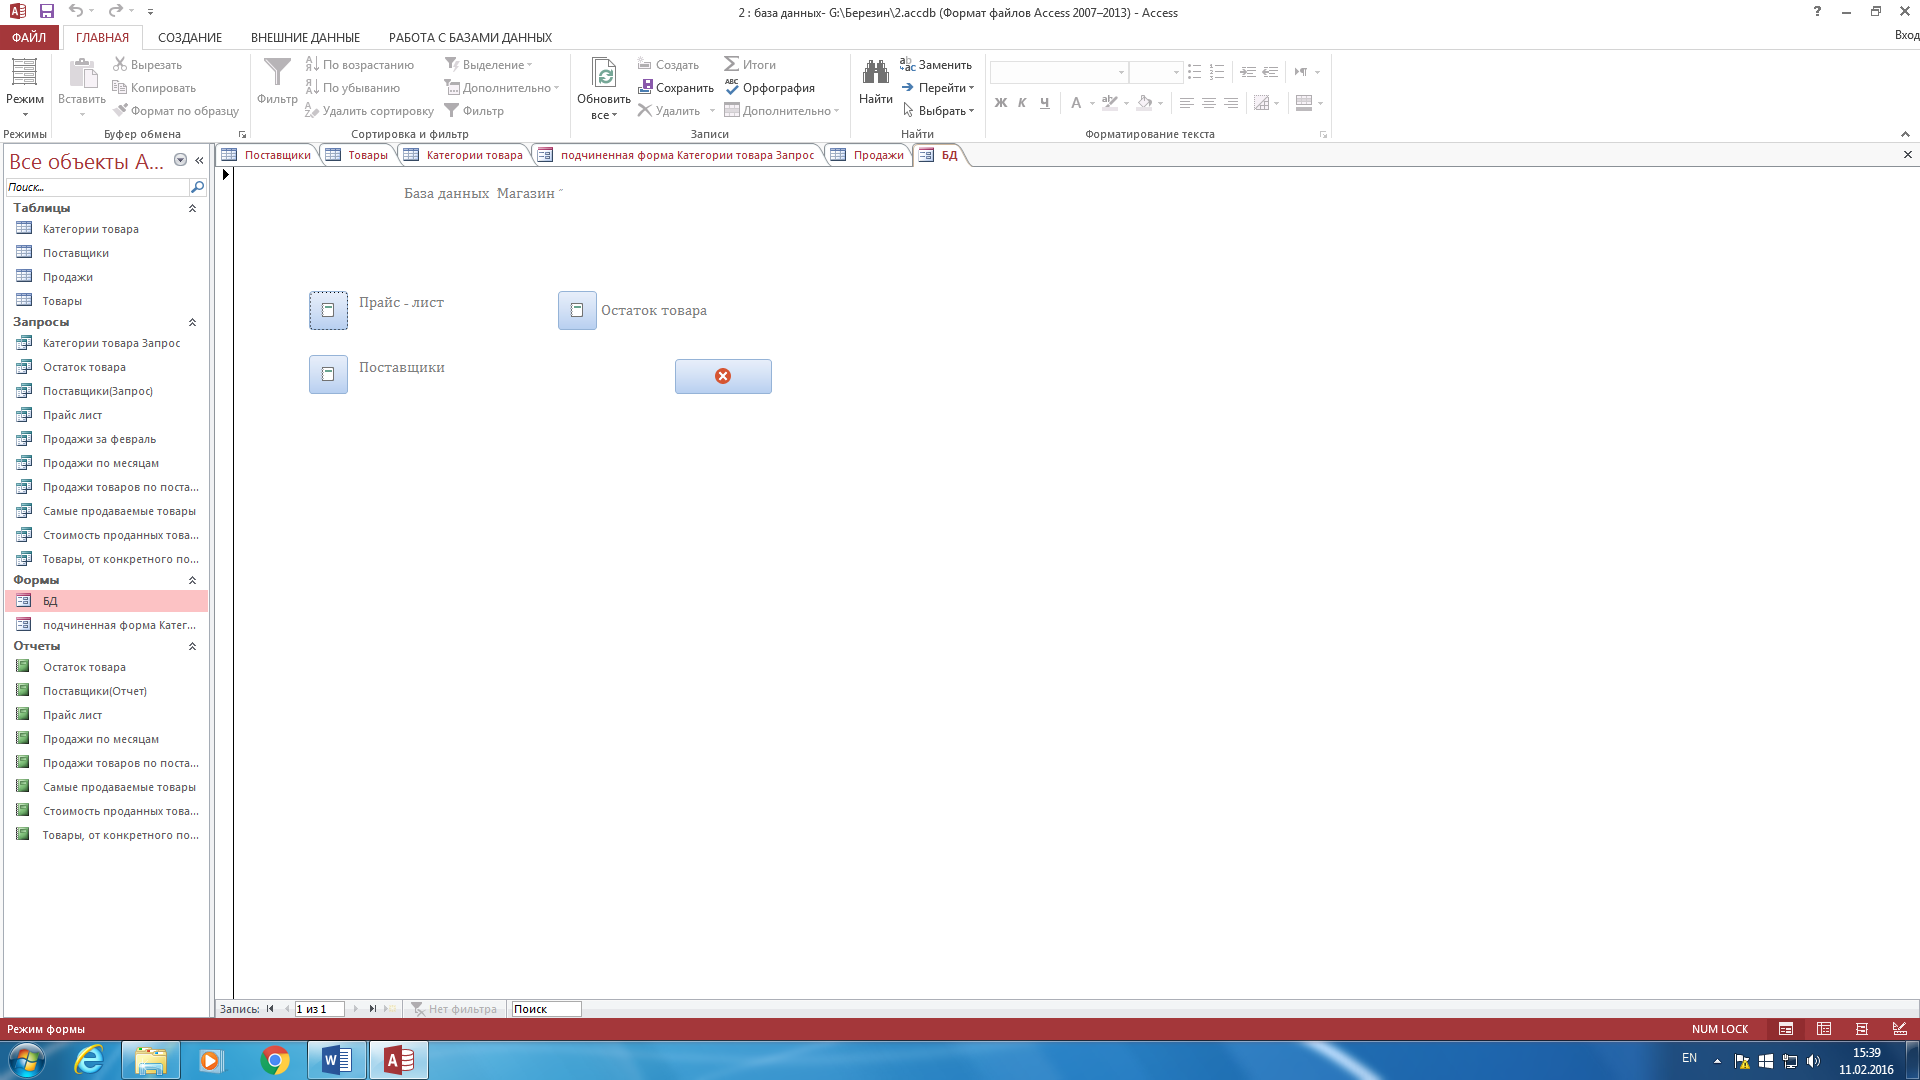 2 : база данных- G:\Березин\2.accdb (Формат файлов Access 2007–2013) - Access
ФАЙЛ ГЛАВНАЯ СОЗДАНИЕ ВНЕШНИЕ ДАННЫЕ РАБОТА С БАЗАМИ ДАННЫХ
Вход
Режим
Режимы
Вставить
Вырезать
Копировать
Формат по образцу
Буфер обмена
Фильтр
По возрастанию
По убыванию
Удалить сортировку
Выделение
Дополнительно
Фильтр
Сортировка и фильтр
Обновить
все
Создать
Сохранить
Удалить
Итоги
Орфография
Дополнительно
Записи
Найти
Заменить
Перейти
Выбрать
Найти
Ж К Ч А
Форматирование текста
Все объекты A...
Поиск...
Таблицы
Категории товара
Поставщики
Продажи
Товары
Запросы
Категории товара Запрос
Остаток товара
Поставщики(Запрос)
Прайс лист
Продажи за февраль
Продажи по месяцам
Продажи товаров по поста...
Самые продаваемые товары
Стоимость проданных това...
Товары, от конкретного по...
Формы
БД
подчиненная форма Катег...
Отчеты
Остаток товара
Поставщики(Отчет)
Прайс лист
Продажи по месяцам
Продажи товаров по поста...
Самые продаваемые товары
Стоимость проданных това...
Товары, от конкретного по...
Поставщики Товары Категории товара подчиненная форма Категории товара Запрос Продажи БД
База данных Магазин
Прайс - лист
Остаток товара
Поставщики
Запись: 1 из 1 Нет фильтра Поиск
Режим формы
NUM LOCK
EN
15:39
11.02.2016